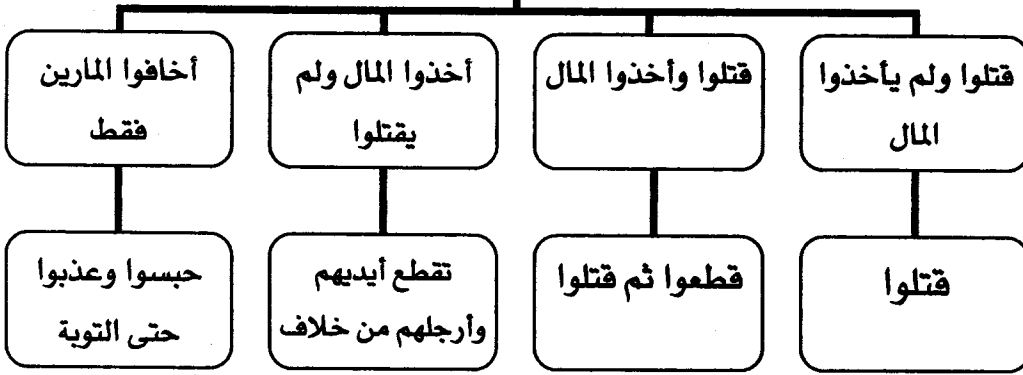 قتلوا ولم يأخذوا
المال
قتلوا وأخذوا المال
أخذوا المال ولم
يقتلوا
أخافوا المارين
فقط
قتلوا
قطعوا ثم قتلوا
تقطع أيديهم
وأرجلهم من خلاف
حبسوا وعذبوا
حتى التوبة